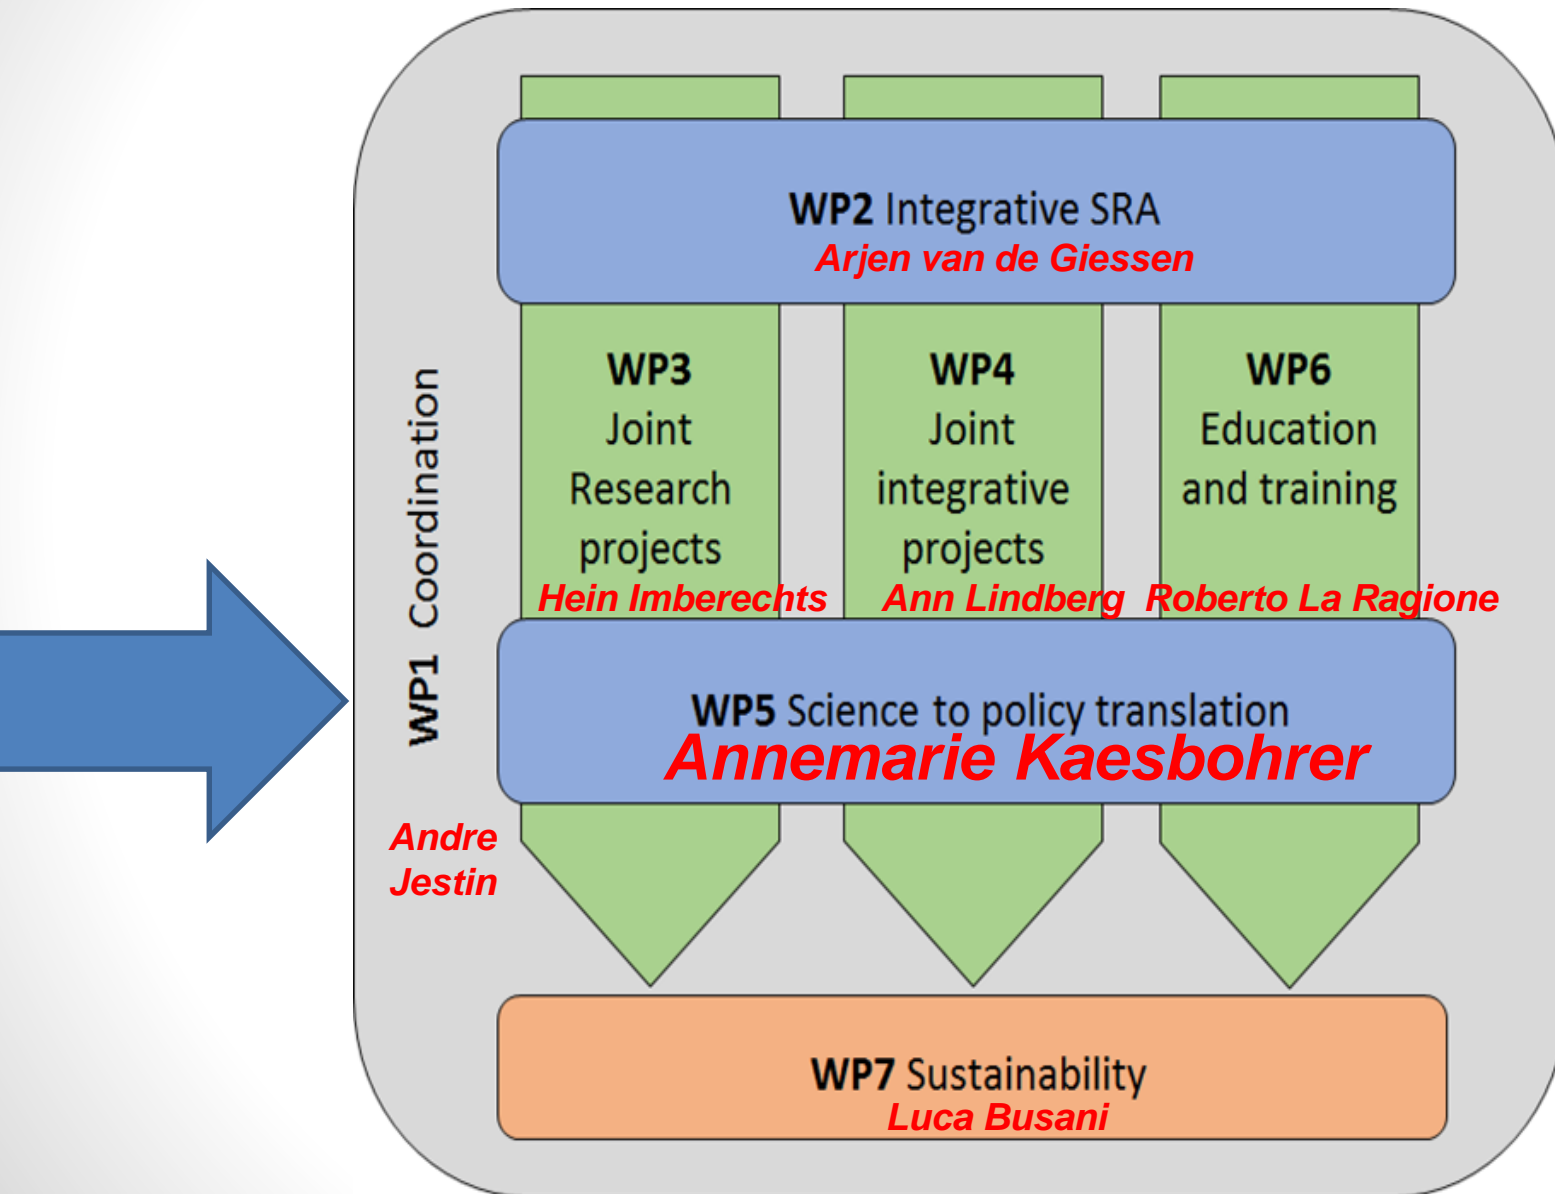 WP2 Integrative SRA
Arjen van de Giessen
WP1 Coordination
WP3
Joint
Research
projects
Hein Imberechts
WP4
Joint
integrative
projects
Ann Lindberg
WP6
Education
and training
Roberto La Ragione
WP5 Science to policy translation
Annemarie Kaesbohrer
Andre
Jestin
WP7 Sustainability
Luca Busani